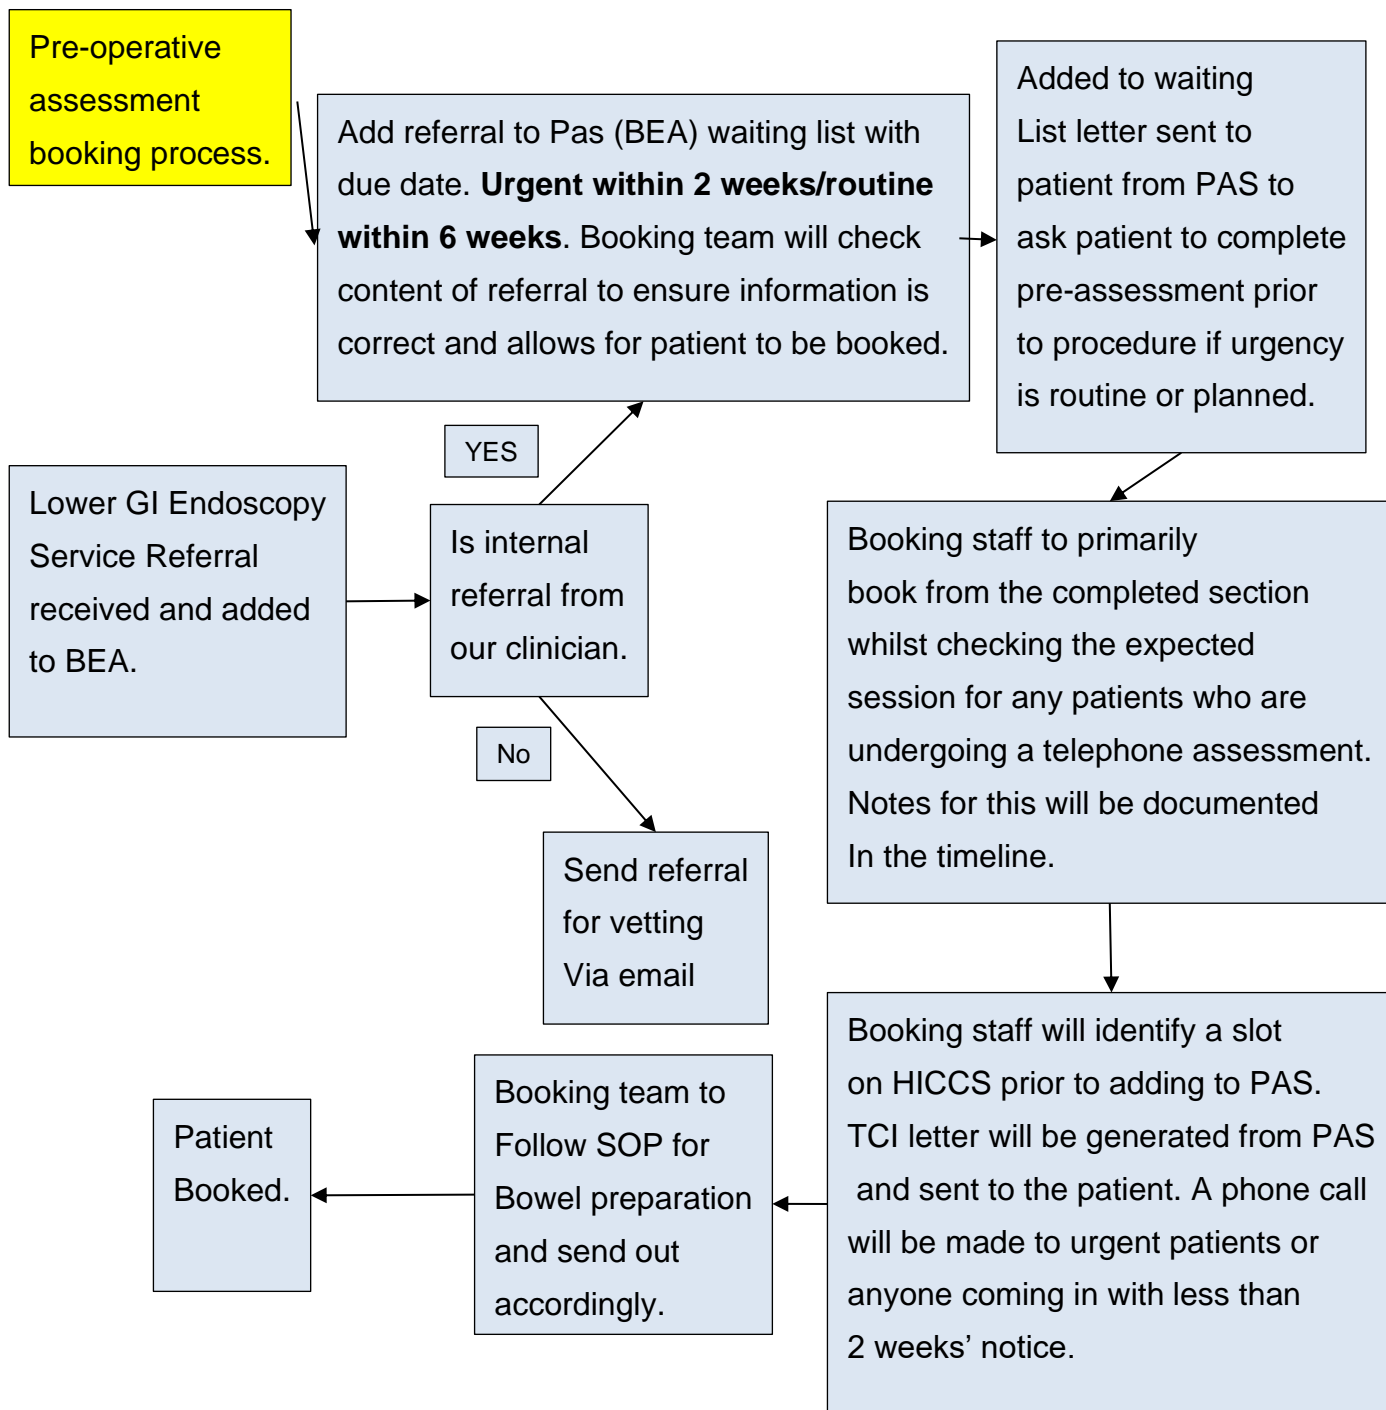 Pre-operative
assessment
booking process.
Add referral to Pas (BEA) waiting list with
due date. Urgent within 2 weeks/routine
within 6 weeks. Booking team will check
content of referral to ensure information is
correct and allows for patient to be booked.
Added to waiting
List letter sent to
patient from PAS to
ask patient to complete
pre-assessment prior
to procedure if urgency
is routine or planned.
YES
Lower GI Endoscopy
Service Referral
received and added
to BEA.
Is internal
referral from
our clinician.
No
Send referral
for vetting
Via email
Booking staff to primarily
book from the completed section
whilst checking the expected
session for any patients who are
undergoing a telephone assessment.
Notes for this will be documented
In the timeline.
Booking staff will identify a slot
on HICCS prior to adding to PAS.
TCI letter will be generated from PAS
and sent to the patient. A phone call
will be made to urgent patients or
anyone coming in with less than
2 weeks’ notice.
Booking team to
Follow SOP for
Bowel preparation
and send out
accordingly.
Patient
Booked.